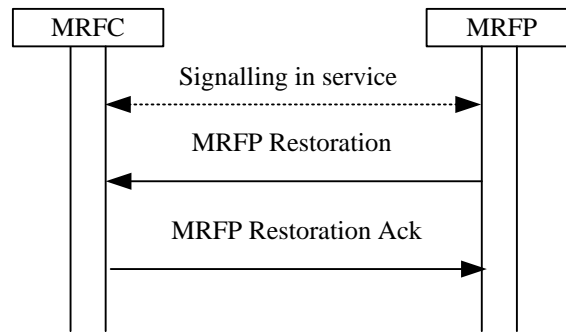 MRFC
MRFP
Signalling in service
MRFP Restoration
MRFP Restoration Ack